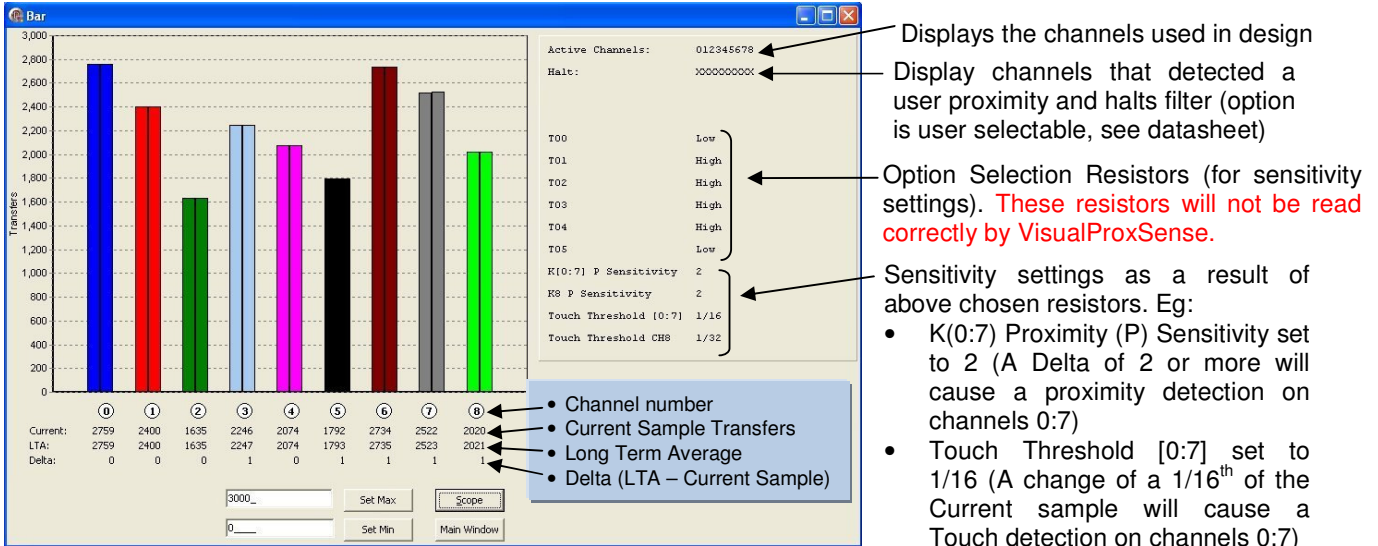 Bar
3,000
2,800
2,600
2,400
2,200
2,000
1,800
1,600
1,400
1,200
1,000
800
600
400
200
0
Transfers
0 1 2 3 4 5 6 7 8
Current: 2759 2400 1635 2246 2074 1792 2734 2522 2020
LTA: 2759 2400 1635 2247 2074 1793 2735 2523 2021
Delta: 0 0 0 1 0 1 1 1 1
3000_ Set Max Scope
0____ Set Min Main Window
Active Channels: 012345678
Halt: XXXXXXXXX
TO0 Low
TO1 High
TO2 High
TO3 High
TO4 High
TO5 Low
K[0:7] P Sensitivity 2
K8 P Sensitivity 2
Touch Threshold [0:7] 1/16
Touch Threshold CH8 1/32
• Channel number
• Current Sample Transfers
• Long Term Average
• Delta (LTA – Current Sample)
Displays the channels used in design
Display channels that detected a
user proximity and halts filter (option
is user selectable, see datasheet)
Option Selection Resistors (for sensitivity
settings). These resistors will not be read
correctly by VisualProxSense.
Sensitivity settings as a result of
above chosen resistors. Eg:
• K(0:7) Proximity (P) Sensitivity set
to 2 (A Delta of 2 or more will
cause a proximity detection on
channels 0:7)
• Touch Threshold [0:7] set to
1/16 (A change of a 1/16th of the
Current sample will cause a
Touch detection on channels 0:7)